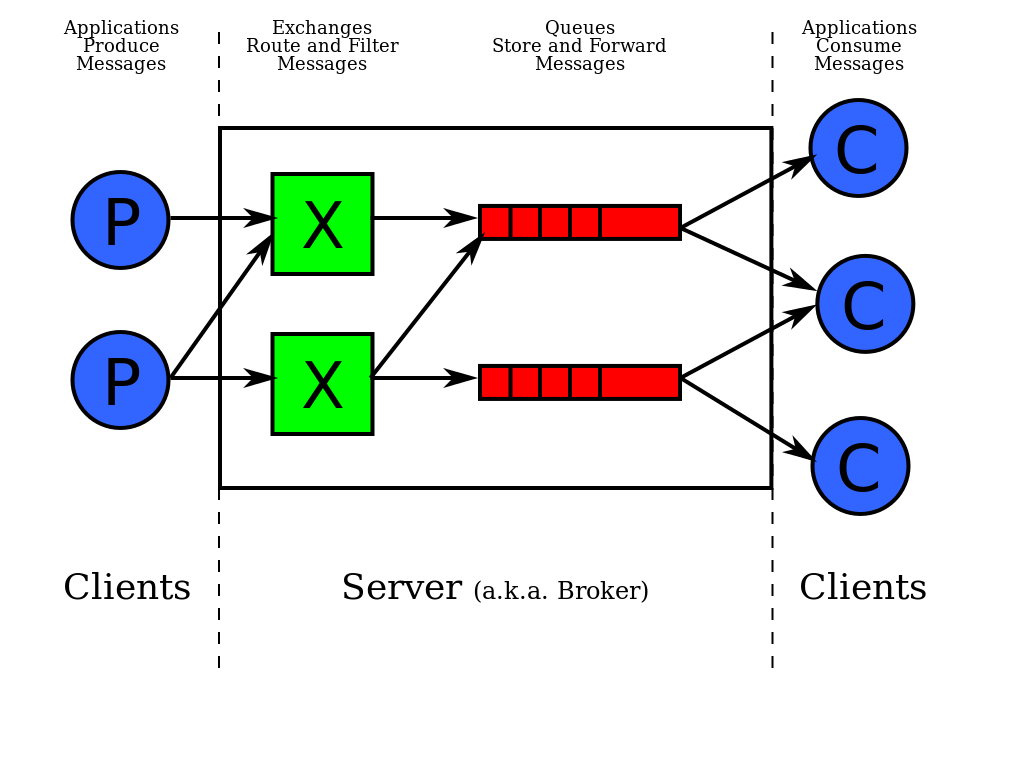 Applications
Produce
Messages
Exchanges
Route and Filter
Messages
Queues
Store and Forward
Messages
Applications
Consume
Messages
P
X
C
C
P
X
C
Clients
Server (a.k.a. Broker)
Clients